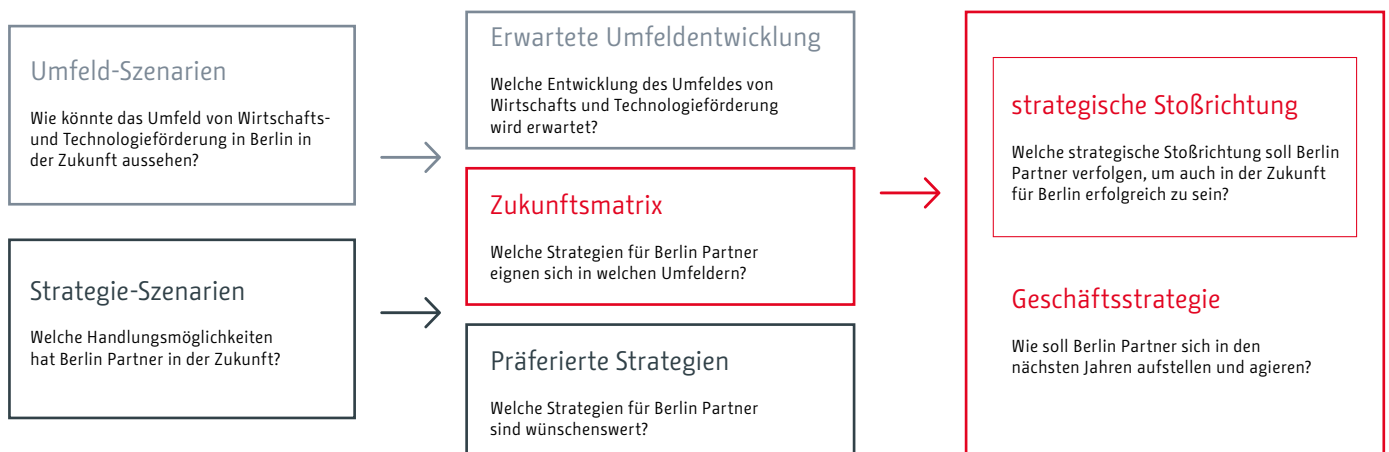 Umfeld-Szenarien
Wie könnte das Umfeld von Wirtschafts-
und Technologieförderung in Berlin in
der Zukunft aussehen?
Strategie-Szenarien
Welche Handlungsmöglichkeiten
hat Berlin Partner in der Zukunft?
Erwartete Umfeldentwicklung
Welche Entwicklung des Umfeldes von
Wirtschafts und Technologieförderung
wird erwartet?
Zukunftsmatrix
Welche Strategien für Berlin Partner
eignen sich in welchen Umfeldern?
Präferierte Strategien
Welche Strategien für Berlin Partner
sind wünschenswert?
strategische Stoßrichtung
Welche strategische Stoßrichtung soll Berlin
Partner verfolgen, um auch in der Zukunft
für Berlin erfolgreich zu sein?
Geschäftsstrategie
Wie soll Berlin Partner sich in den
nächsten Jahren aufstellen und agieren?